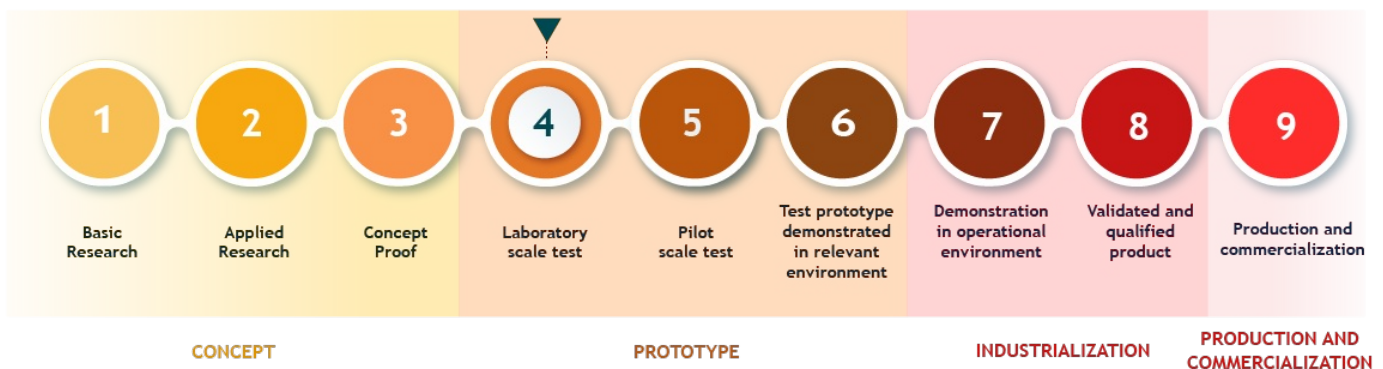 1
2
3
4
5
6
7
8
9
Basic
Research
Applied
Research
Concept
Proof
Laboratory
scale test
Pilot
scale test
Test prototype
demonstrated
in relevant
environment
Demonstration
in operational
environment
Validated and
qualified
product
Production and
commercialization
CONCEPT
PROTOTYPE
INDUSTRIALIZATION
PRODUCTION AND
COMMERCIALIZATION